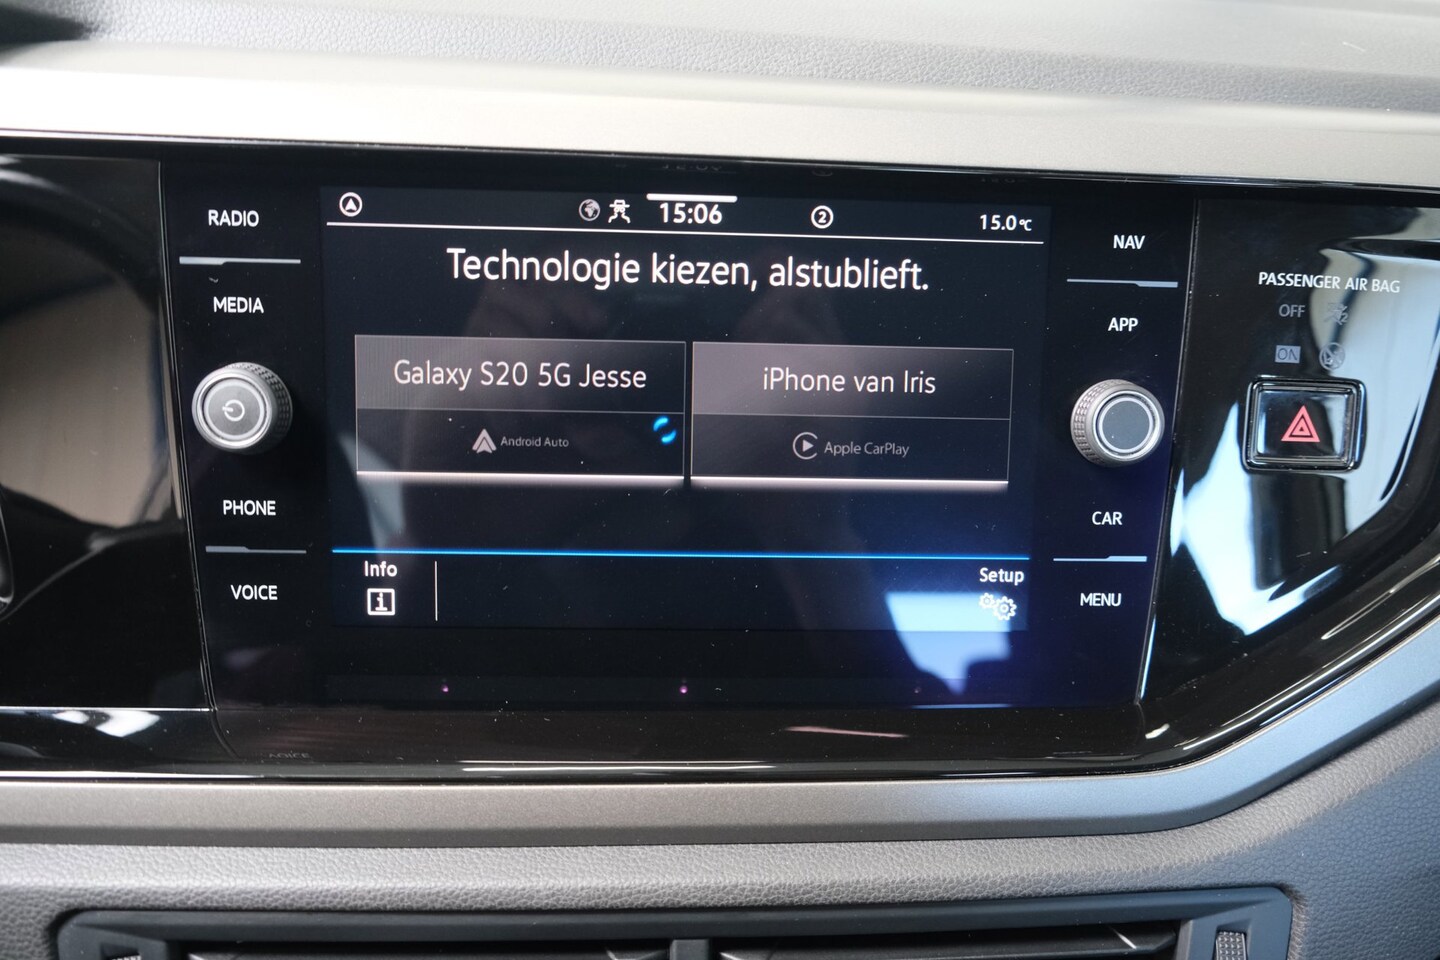 RADIO
MEDIA
PHONE
VOICE
15:06
2
15.0°C
Technologie kiezen, alstublieft.
Galaxy S20 5G Jesse
Android Auto
iPhone van Iris
Apple CarPlay
Info
i
Setup
NAV
APP
CAR
MENU
PASSENGER AIR BAG
OFF
ON